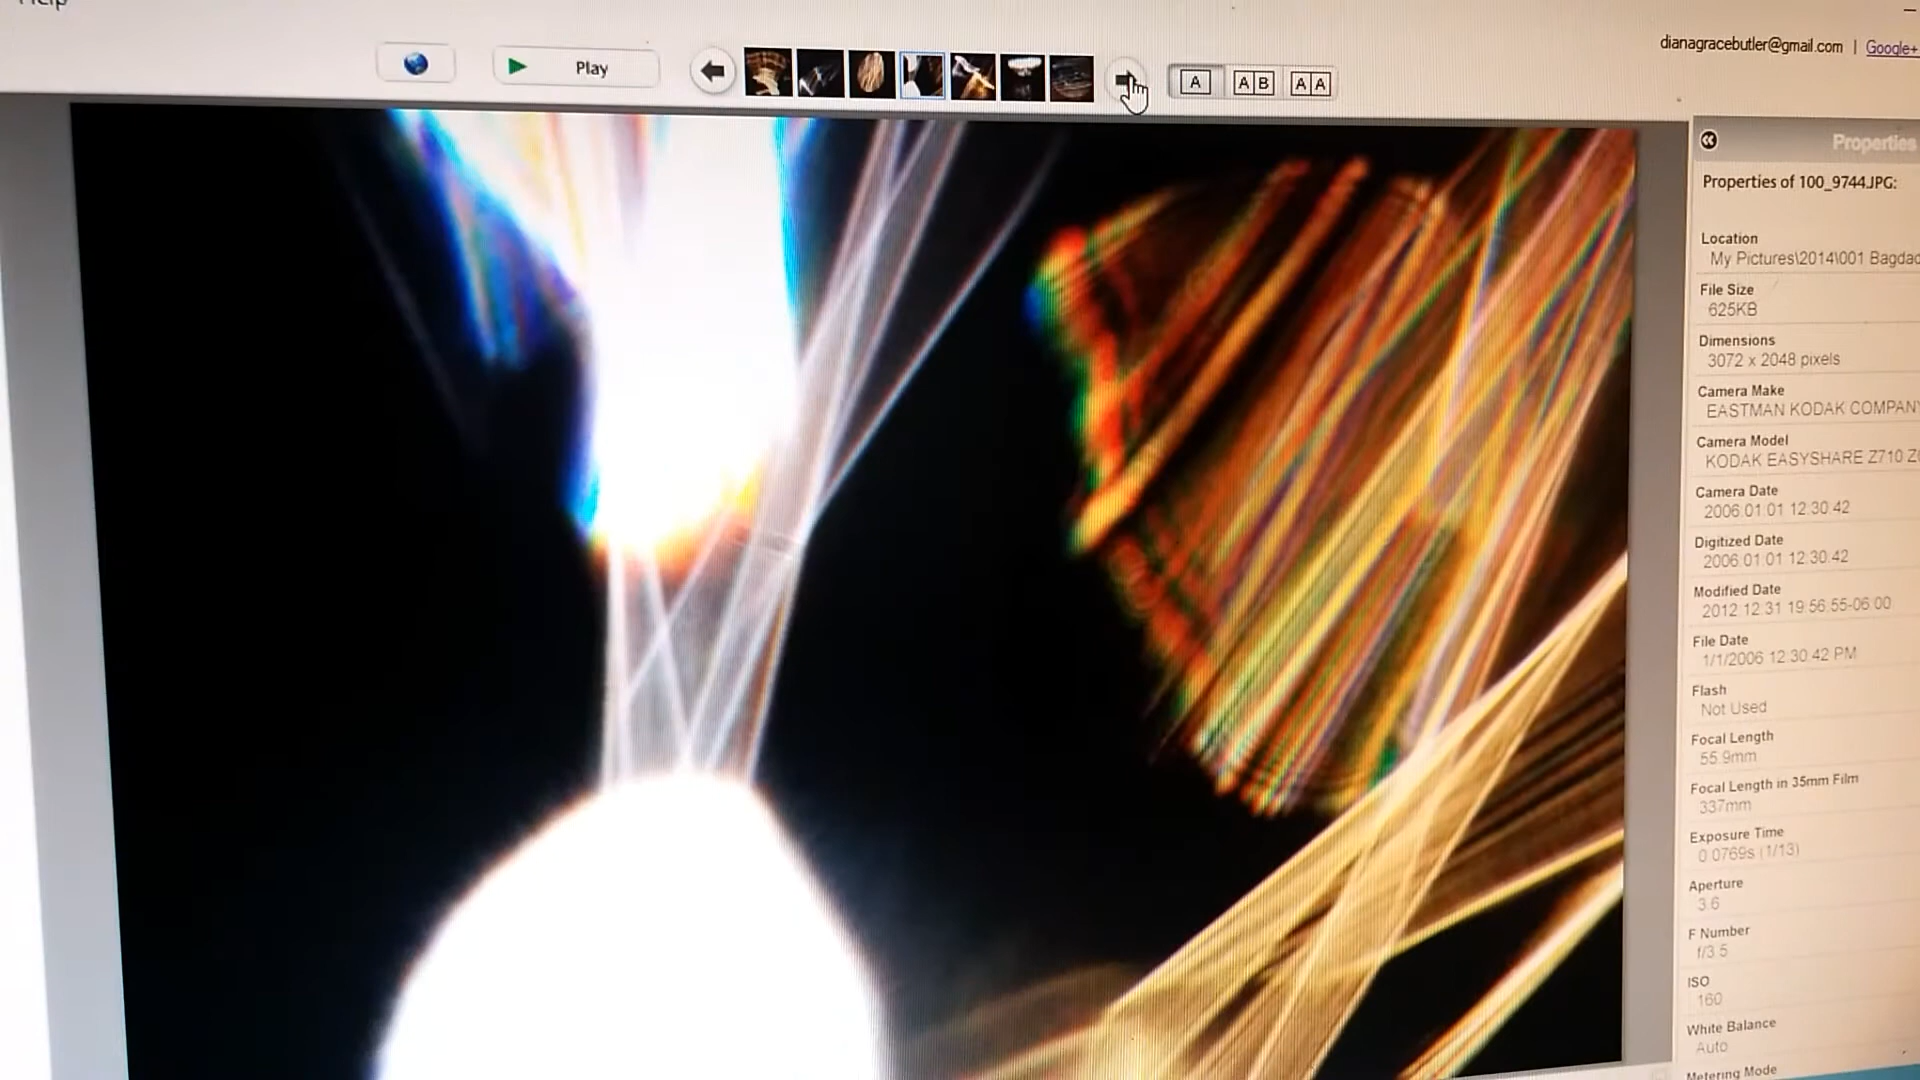 Help
dianagracebutler@gmail.com | Google+
Play
A A B A A
Properties
Properties of 100_9744.JPG:
Location
My Pictures\2014\001 Bagdad
File Size
625KB
Dimensions
3072 x 2048 pixels
Camera Make
EASTMAN KODAK COMPANY
Camera Model
KODAK EASYSHARE Z710
Camera Date
2006 01 01 12:30:42
Digitized Date
2006 01 01 12:30:42
Modified Date
2012 12 31 19:56:55-06:00
File Date
1/1/2006 12:30:42 PM
Flash
Not Used
Focal Length
55.9mm
Focal Length in 35mm Film
337mm
Exposure Time
0.0769s (1/13)
Aperture
3.6
F Number
f/3.5
ISO
160
White Balance
Auto
Metering Mode